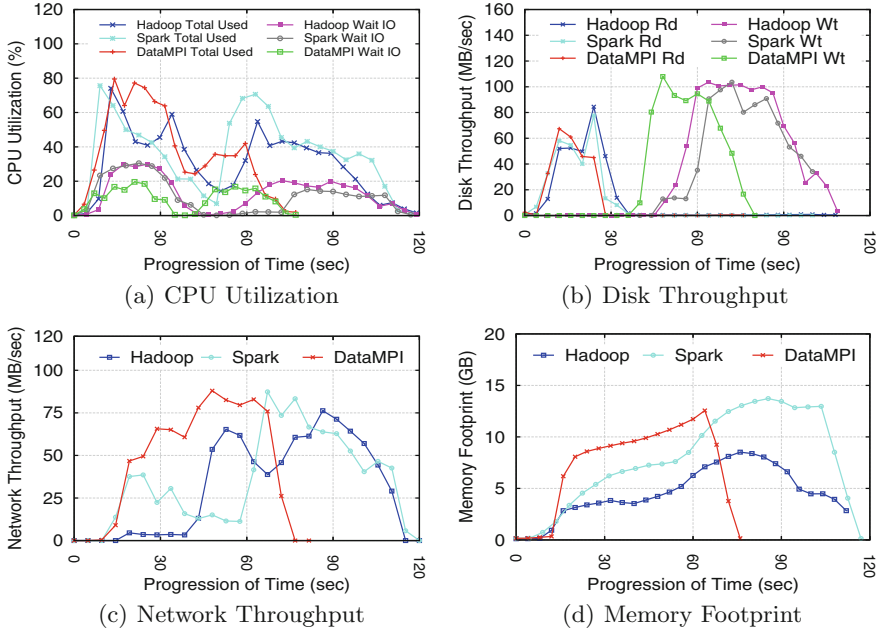 CPU Utilization (%)
120
100
80
60
40
20
0
0
30
60
90
120
Hadoop Total Used
Spark Total Used
DataMPI Total Used
Hadoop Wait IO
Spark Wait IO
DataMPI Wait IO
Progression of Time (sec)
(a) CPU Utilization
Disk Throughput (MB/sec)
160
140
120
100
80
60
40
20
0
0
30
60
90
120
Hadoop Rd
Spark Rd
DataMPI Rd
Hadoop Wt
Spark Wt
DataMPI Wt
Progression of Time (sec)
(b) Disk Throughput
Network Throughput (MB/sec)
120
100
75
50
25
0
0
30
60
90
120
Hadoop
Spark
DataMPI
Progression of Time (sec)
(c) Network Throughput
Memory Footprint (GB)
20
15
10
5
0
0
30
60
90
120
Hadoop
Spark
DataMPI
Progression of Time (sec)
(d) Memory Footprint